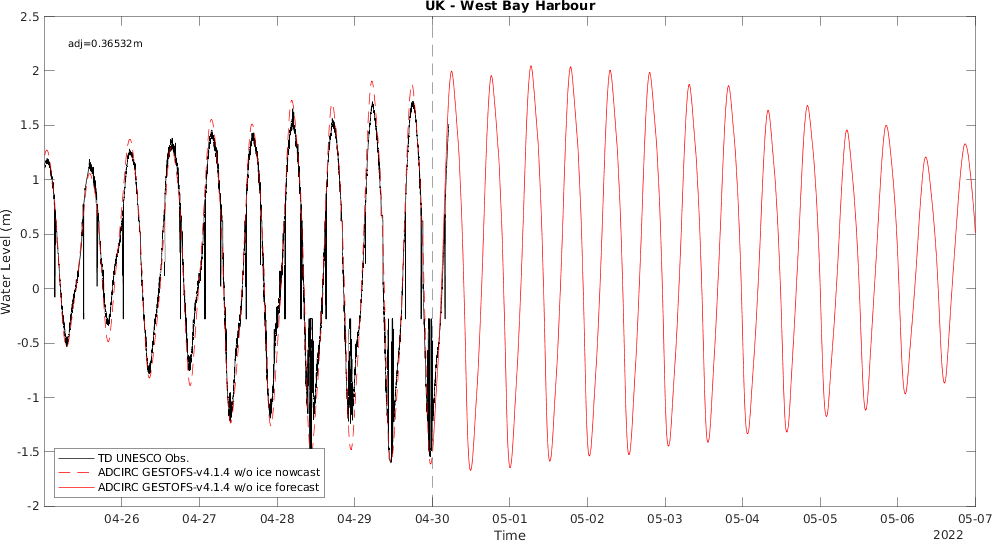 UK - West Bay Harbour
adj=0.36532m
2.5
2
1.5
1
0.5
0
-0.5
-1
-1.5
-2
Water Level (m)
TD UNESCO Obs.
ADCIRC GESTOFS-v4.1.4 w/o ice nowcast
ADCIRC GESTOFS-v4.1.4 w/o ice forecast
04-26 04-27 04-28 04-29 04-30 05-01 05-02 05-03 05-04 05-05 05-06 05-07
Time
2022